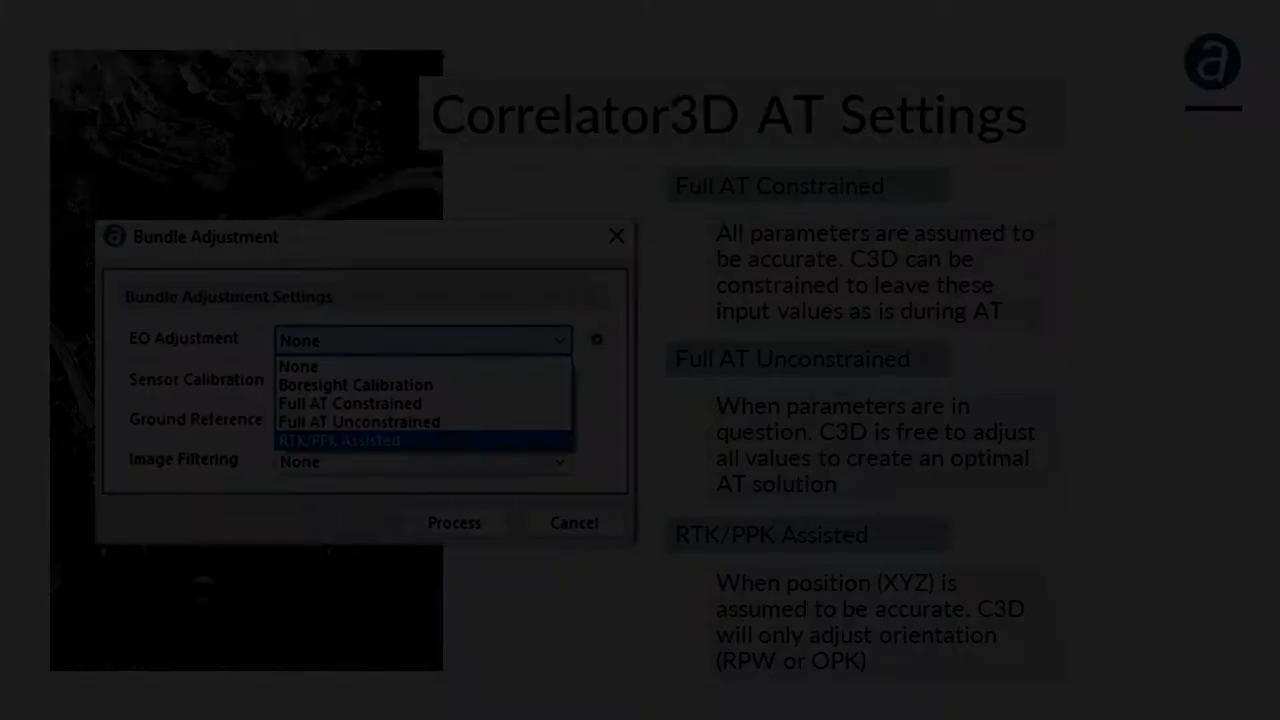 a
Correlator3D AT Settings
Full AT Constrained
All parameters are assumed to
be accurate. C3D can be
constrained to leave these
input values as is during AT
Full AT Unconstrained
When parameters are in
question. C3D is free to adjust
all values to create an optimal
AT solution
RTK/PPK Assisted
When position (XYZ) is
assumed to be accurate. C3D
will only adjust orientation
(RPW or OPK)
a Bundle Adjustment
Bundle Adjustment Settings
EO Adjustment None
None
Sensor Calibration Boresight Calibration
Full AT Constrained
Ground Reference Full AT Unconstrained
RTK/PPK Assisted
Image Filtering None
Process Cancel